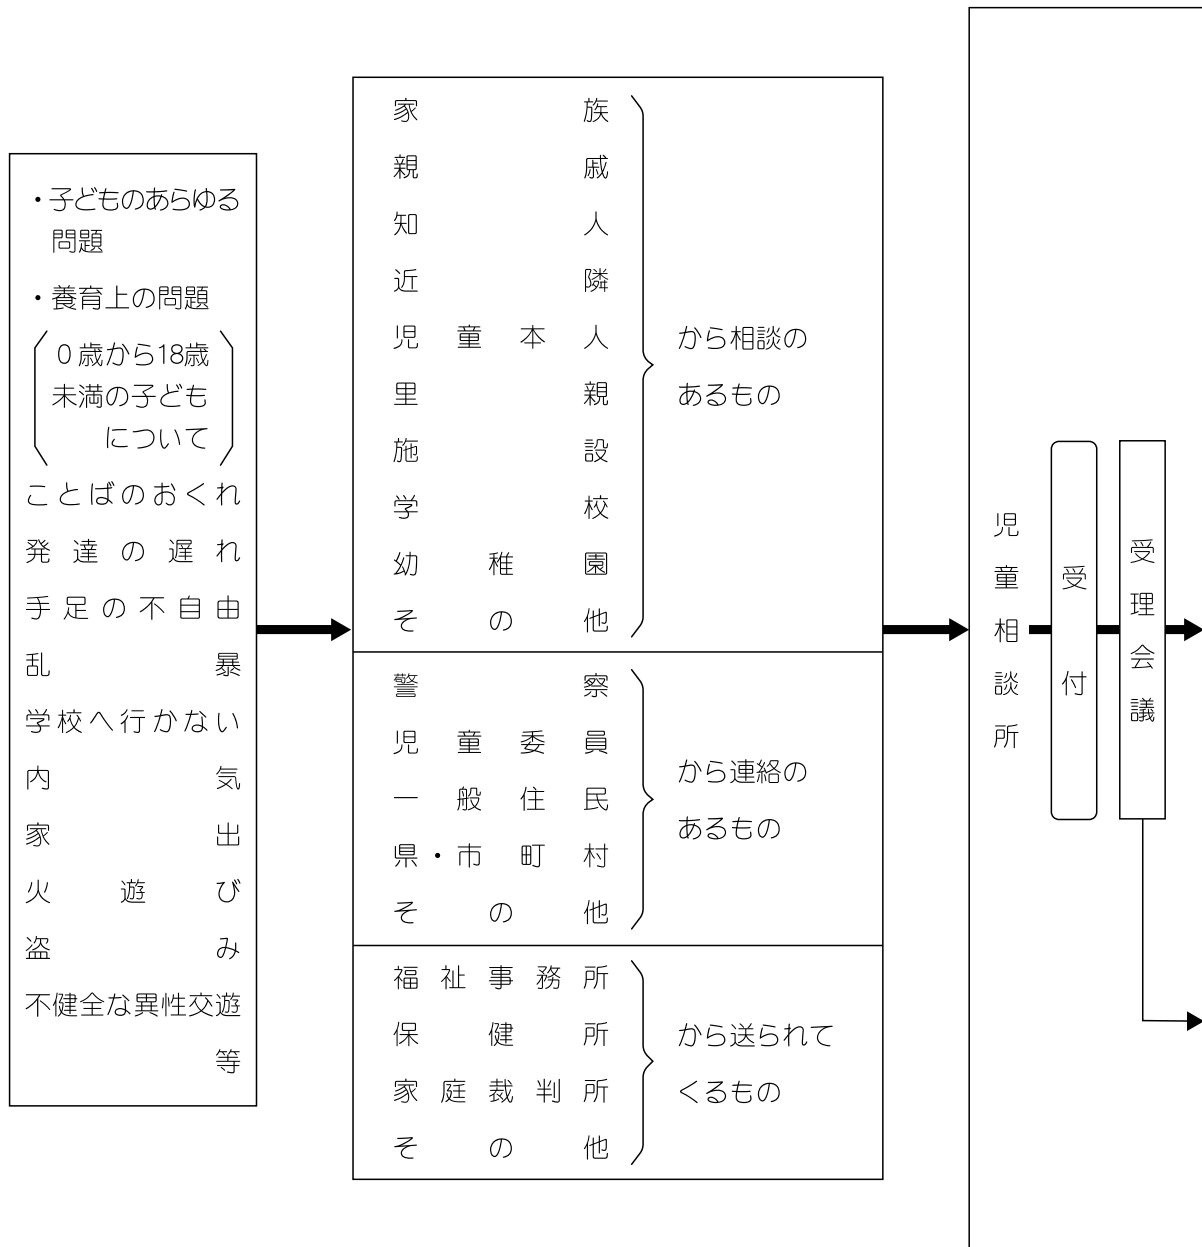 ・子どものあらゆる
問題
・養育上の問題
０歳から18歳
未満の子ども
について
ことばのおくれ
発達の遅れ
手足の不自由
乱暴
学校へ行かない
内気
家出
火遊び
盗み
不健全な異性交遊
等
家族
親戚
知人
近隣
児童本人
里親
施設
学校
幼稚園
その他
から相談の
あるもの
警察
児童委員
一般住民
県・市町村
その他
から連絡の
あるもの
福祉事務所
保健所
家庭裁判所
その他
から送られて
くるもの
児童相談所
受付
受理会議